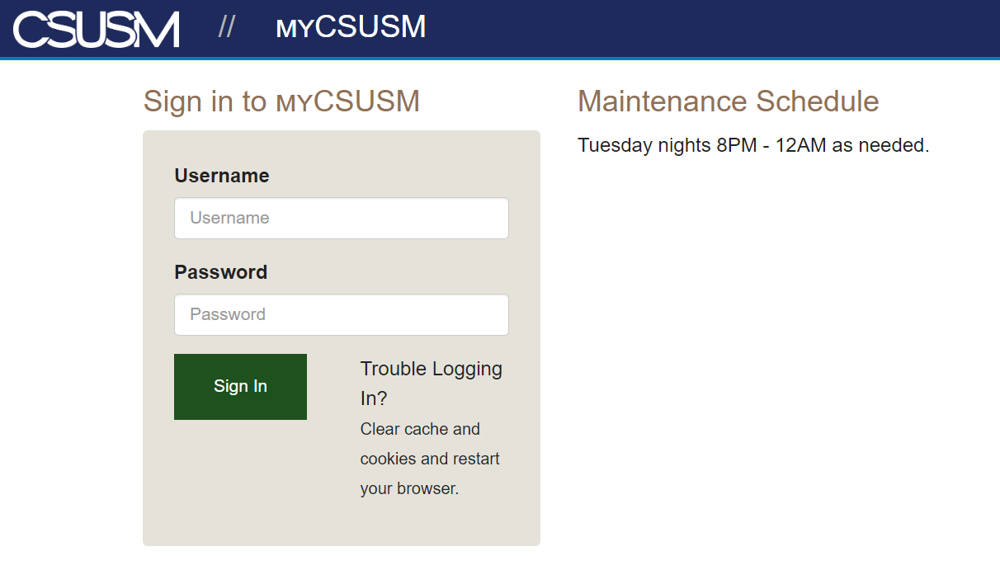 CSUSM // MYCSUSM
Sign in to MYCSUSM
Username
Username
Password
Password
Sign In
Trouble Logging
In?
Clear cache and
cookies and restart
your browser.
Maintenance Schedule
Tuesday nights 8PM - 12AM as needed.